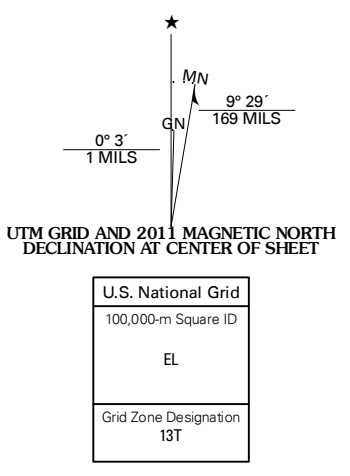 ★
MN
GN
9° 29´
169 MILS
0° 3´
1 MILS
UTM GRID AND 2011 MAGNETIC NORTH
DECLINATION AT CENTER OF SHEET
U.S. National Grid
100,000-m Square ID
EL
Grid Zone Designation
13T